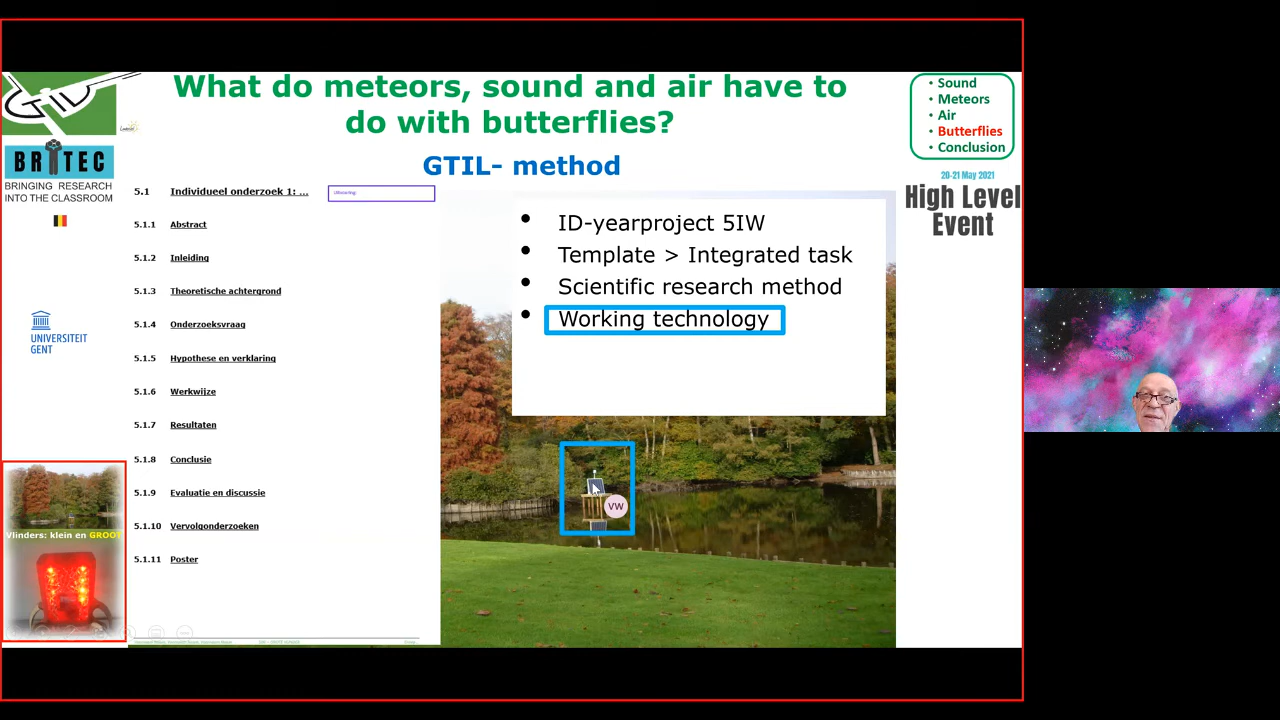 What do meteors, sound and air have to
do with butterflies?
GTIL- method
GTIL
BRITEC
BRINGING RESEARCH
INTO THE CLASSROOM
UNIVERSITEIT
GENT
Vlinders: klein en GROOT
5.1 Individueel onderzoek 1: ...
5.1.1 Abstract
5.1.2 Inleiding
5.1.3 Theoretische achtergrond
5.1.4 Onderzoeksvraag
5.1.5 Hypothese en verklaring
5.1.6 Werkwijze
5.1.7 Resultaten
5.1.8 Conclusie
5.1.9 Evaluatie en discussie
5.1.10 Vervolgonderzoeken
5.1.11 Poster
• ID-yearproject 5IW
• Template > Integrated task
• Scientific research method
• Working technology
VW
• Sound
• Meteors
• Air
• Butterflies
• Conclusion
20-21 May 2021
High Level
Event